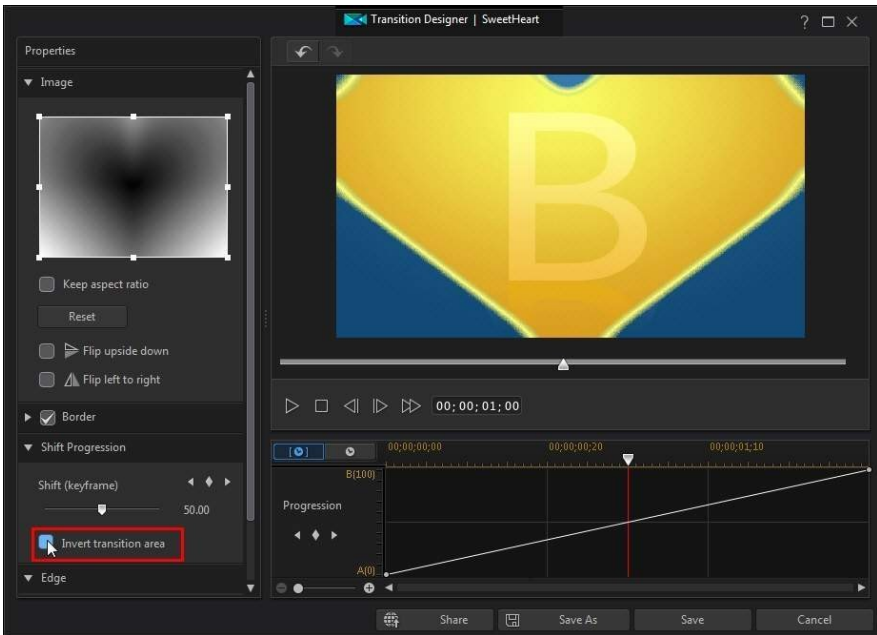 Transition Designer | SweetHeart
?
Properties
Image
Keep aspect ratio
Reset
Flip upside down
Flip left to right
Border
Shift Progression
Shift (keyframe)
50.00
Invert transition area
Edge
B
00;00;01;00
00;00;00;00 00;00;00;20 00;00;01;10
B(100)
Progression
A(0)
Share Save As Save Cancel